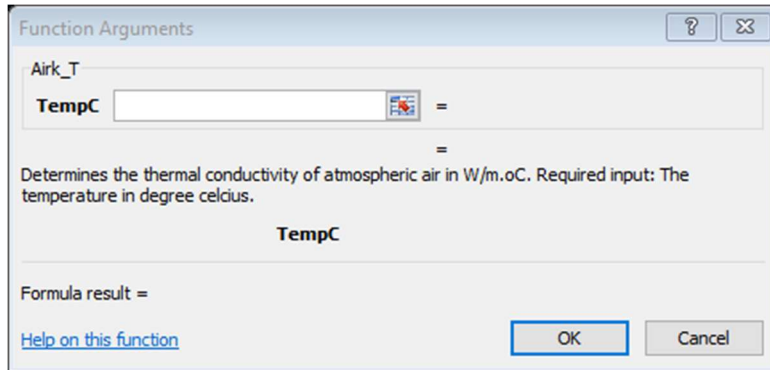 Function Arguments
Airk_T
TempC =
=
Determines the thermal conductivity of atmospheric air in W/m.oC. Required input: The
temperature in degree celcius.
TempC
Formula result =
Help on this function OK Cancel